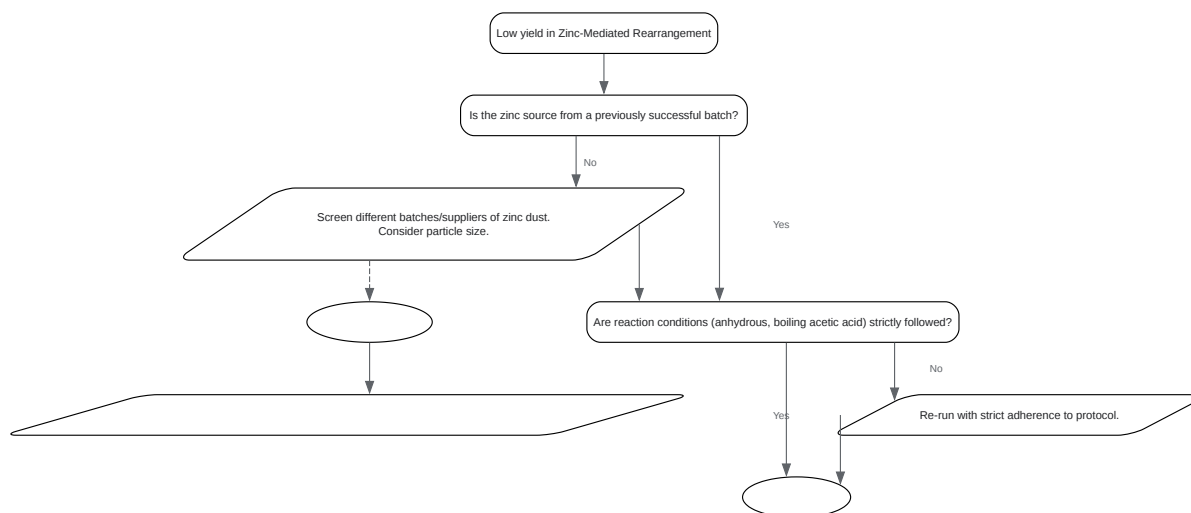 Low yield in Zinc-Mediated Rearrangement
Is the zinc source from a previously successful batch?
No
Screen different batches/suppliers of zinc dust.
Consider particle size.
Yes
Are reaction conditions (anhydrous, boiling acetic acid) strictly followed?
No
Yes
Re-run with strict adherence to protocol.